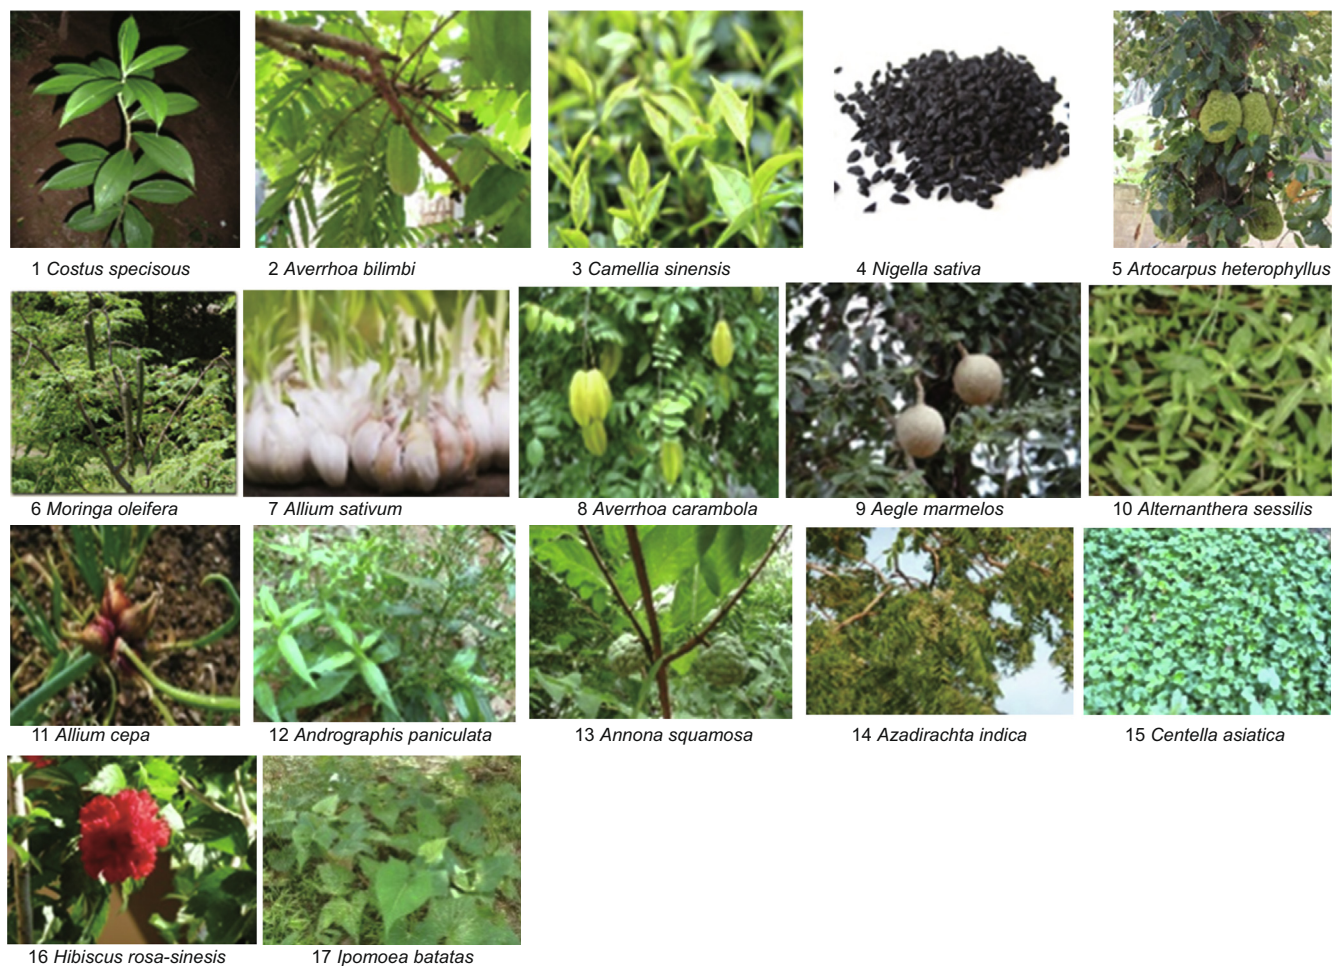 1 Costus specisous
2 Averrhoa bilimbi
3 Camellia sinensis
4 Nigella sativa
5 Artocarpus heterophyllus
6 Moringa oleifera
7 Allium sativum
8 Averrhoa carambola
9 Aegle marmelos
10 Alternanthera sessilis
11 Allium cepa
12 Andrographis paniculata
13 Annona squamosa
14 Azadirachta indica
15 Centella asiatica
16 Hibiscus rosa-sinesis
17 Ipomoea batatas